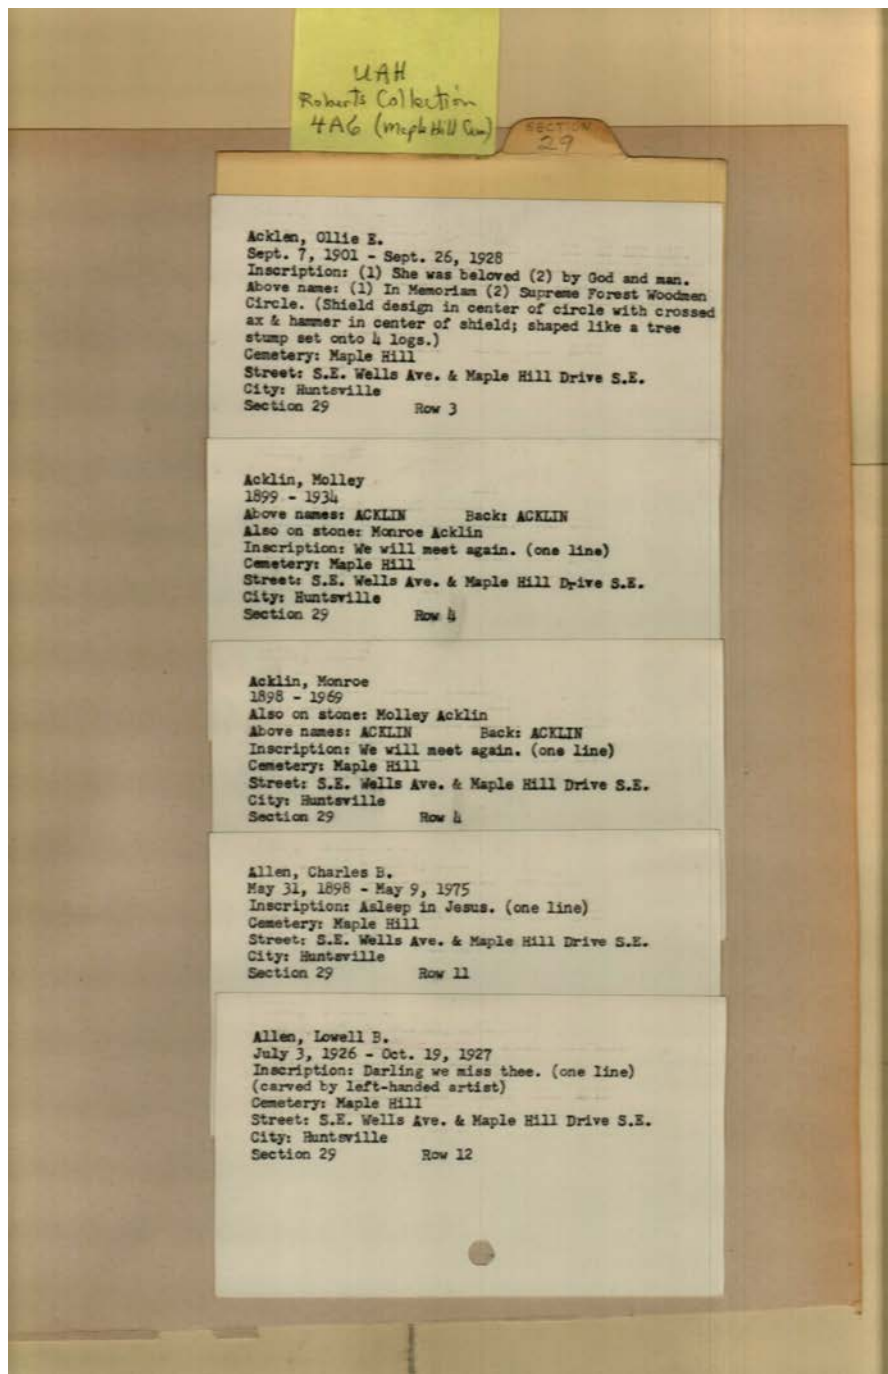 UAH
Roberts Collection
4A6 (Maple Hill Cem)
SECTION
29
Acklen, Ollie E.
Sept. 7, 1901 - Sept. 26, 1928
Inscription: (1) She was beloved (2) by God and man.
Above name: (1) In Memoriam (2) Supreme Forest Woodmen
Circle. (Shield design in center of circle with crossed
ax & hammer in center of shield; shaped like a tree
stump set onto 4 logs.)
Cemetery: Maple Hill
Street: S.E. Wells Ave. & Maple Hill Drive S.E.
City: Huntsville
Section 29 Row 3
Acklin, Molley
1899 - 1934
Above names: ACKLIN Back: ACKLIN
Also on stone: Monroe Acklin
Inscription: We will meet again. (one line)
Cemetery: Maple Hill
Street: S.E. Wells Ave. & Maple Hill Drive S.E.
City: Huntsville
Section 29 Row 4
Acklin, Monroe
1898 - 1969
Also on stone: Molley Acklin
Above names: ACKLIN Back: ACKLIN
Inscription: We will meet again. (one line)
Cemetery: Maple Hill
Street: S.E. Wells Ave. & Maple Hill Drive S.E.
City: Huntsville
Section 29 Row 4
Allen, Charles B.
May 31, 1898 - May 9, 1975
Inscription: Asleep in Jesus. (one line)
Cemetery: Maple Hill
Street: S.E. Wells Ave. & Maple Hill Drive S.E.
City: Huntsville
Section 29 Row 11
Allen, Lowell B.
July 3, 1926 - Oct. 19, 1927
Inscription: Darling we miss thee. (one line)
(carved by left-handed artist)
Cemetery: Maple Hill
Street: S.E. Wells Ave. & Maple Hill Drive S.E.
City: Huntsville
Section 29 Row 12